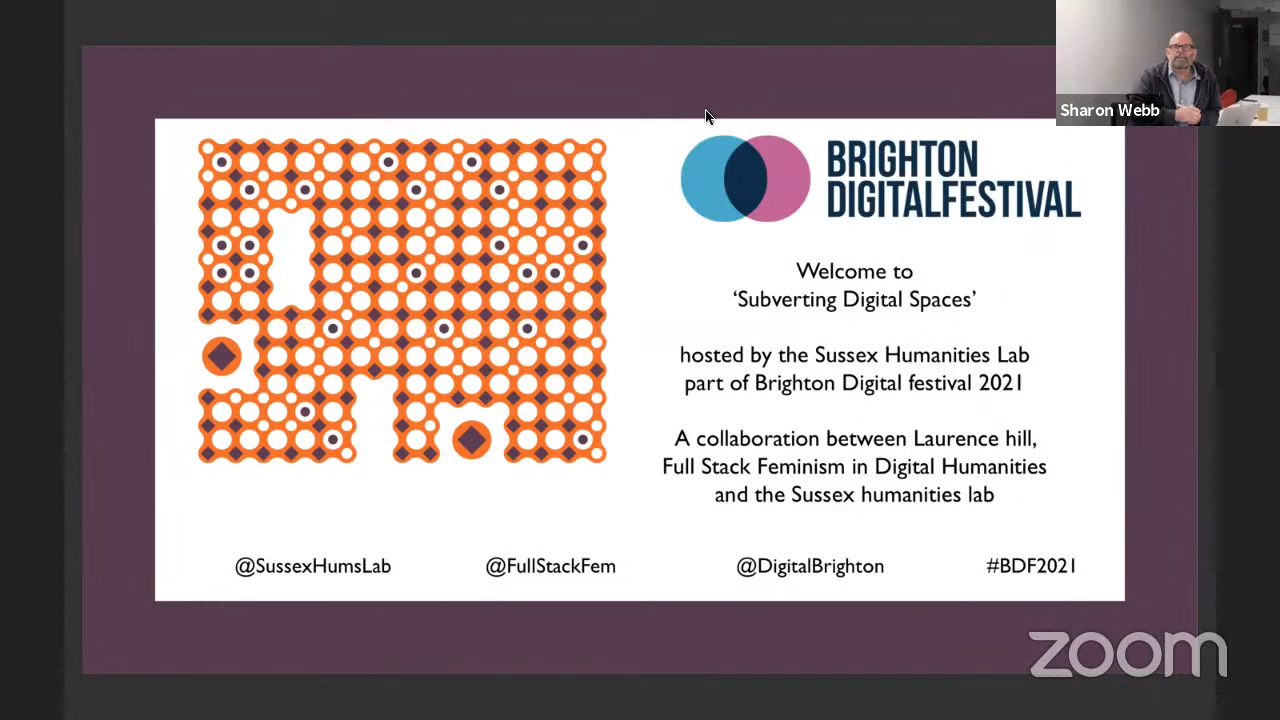 Sharon Webb
BRIGHTON
DIGITALFESTIVAL
Welcome to
‘Subverting Digital Spaces’
hosted by the Sussex Humanities Lab
part of Brighton Digital festival 2021
A collaboration between Laurence hill,
Full Stack Feminism in Digital Humanities
and the Sussex humanities lab
@SussexHumsLab @FullStackFem @DigitalBrighton #BDF2021
zoom